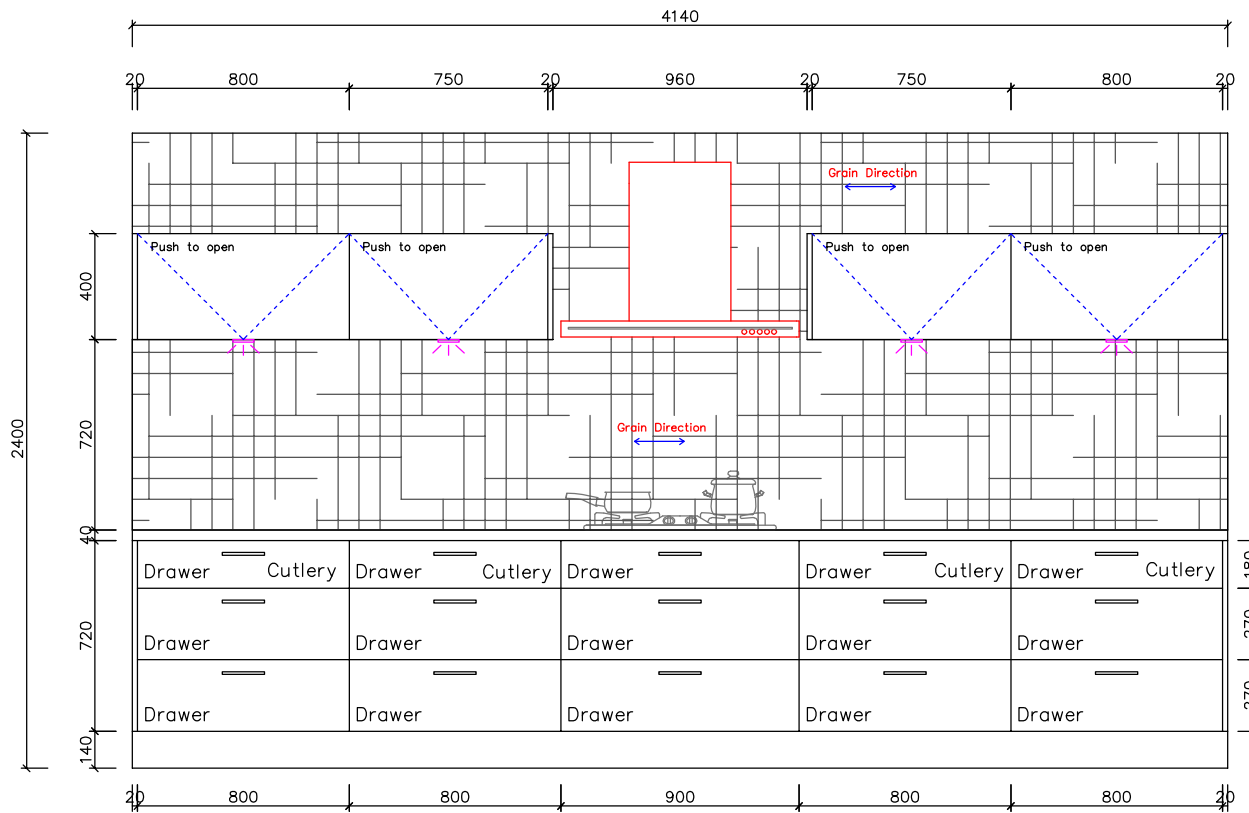 4140
20 800 750 20 960 20 750 800 20
Grain Direction
Push to open Push to open Push to open Push to open
400
2400
720
Grain Direction
40
Drawer Cutlery Drawer Cutlery Drawer Drawer Cutlery Drawer Cutlery
720
Drawer Drawer Drawer Drawer Drawer
Drawer Drawer Drawer Drawer Drawer
140
20 800 800 900 800 800 20